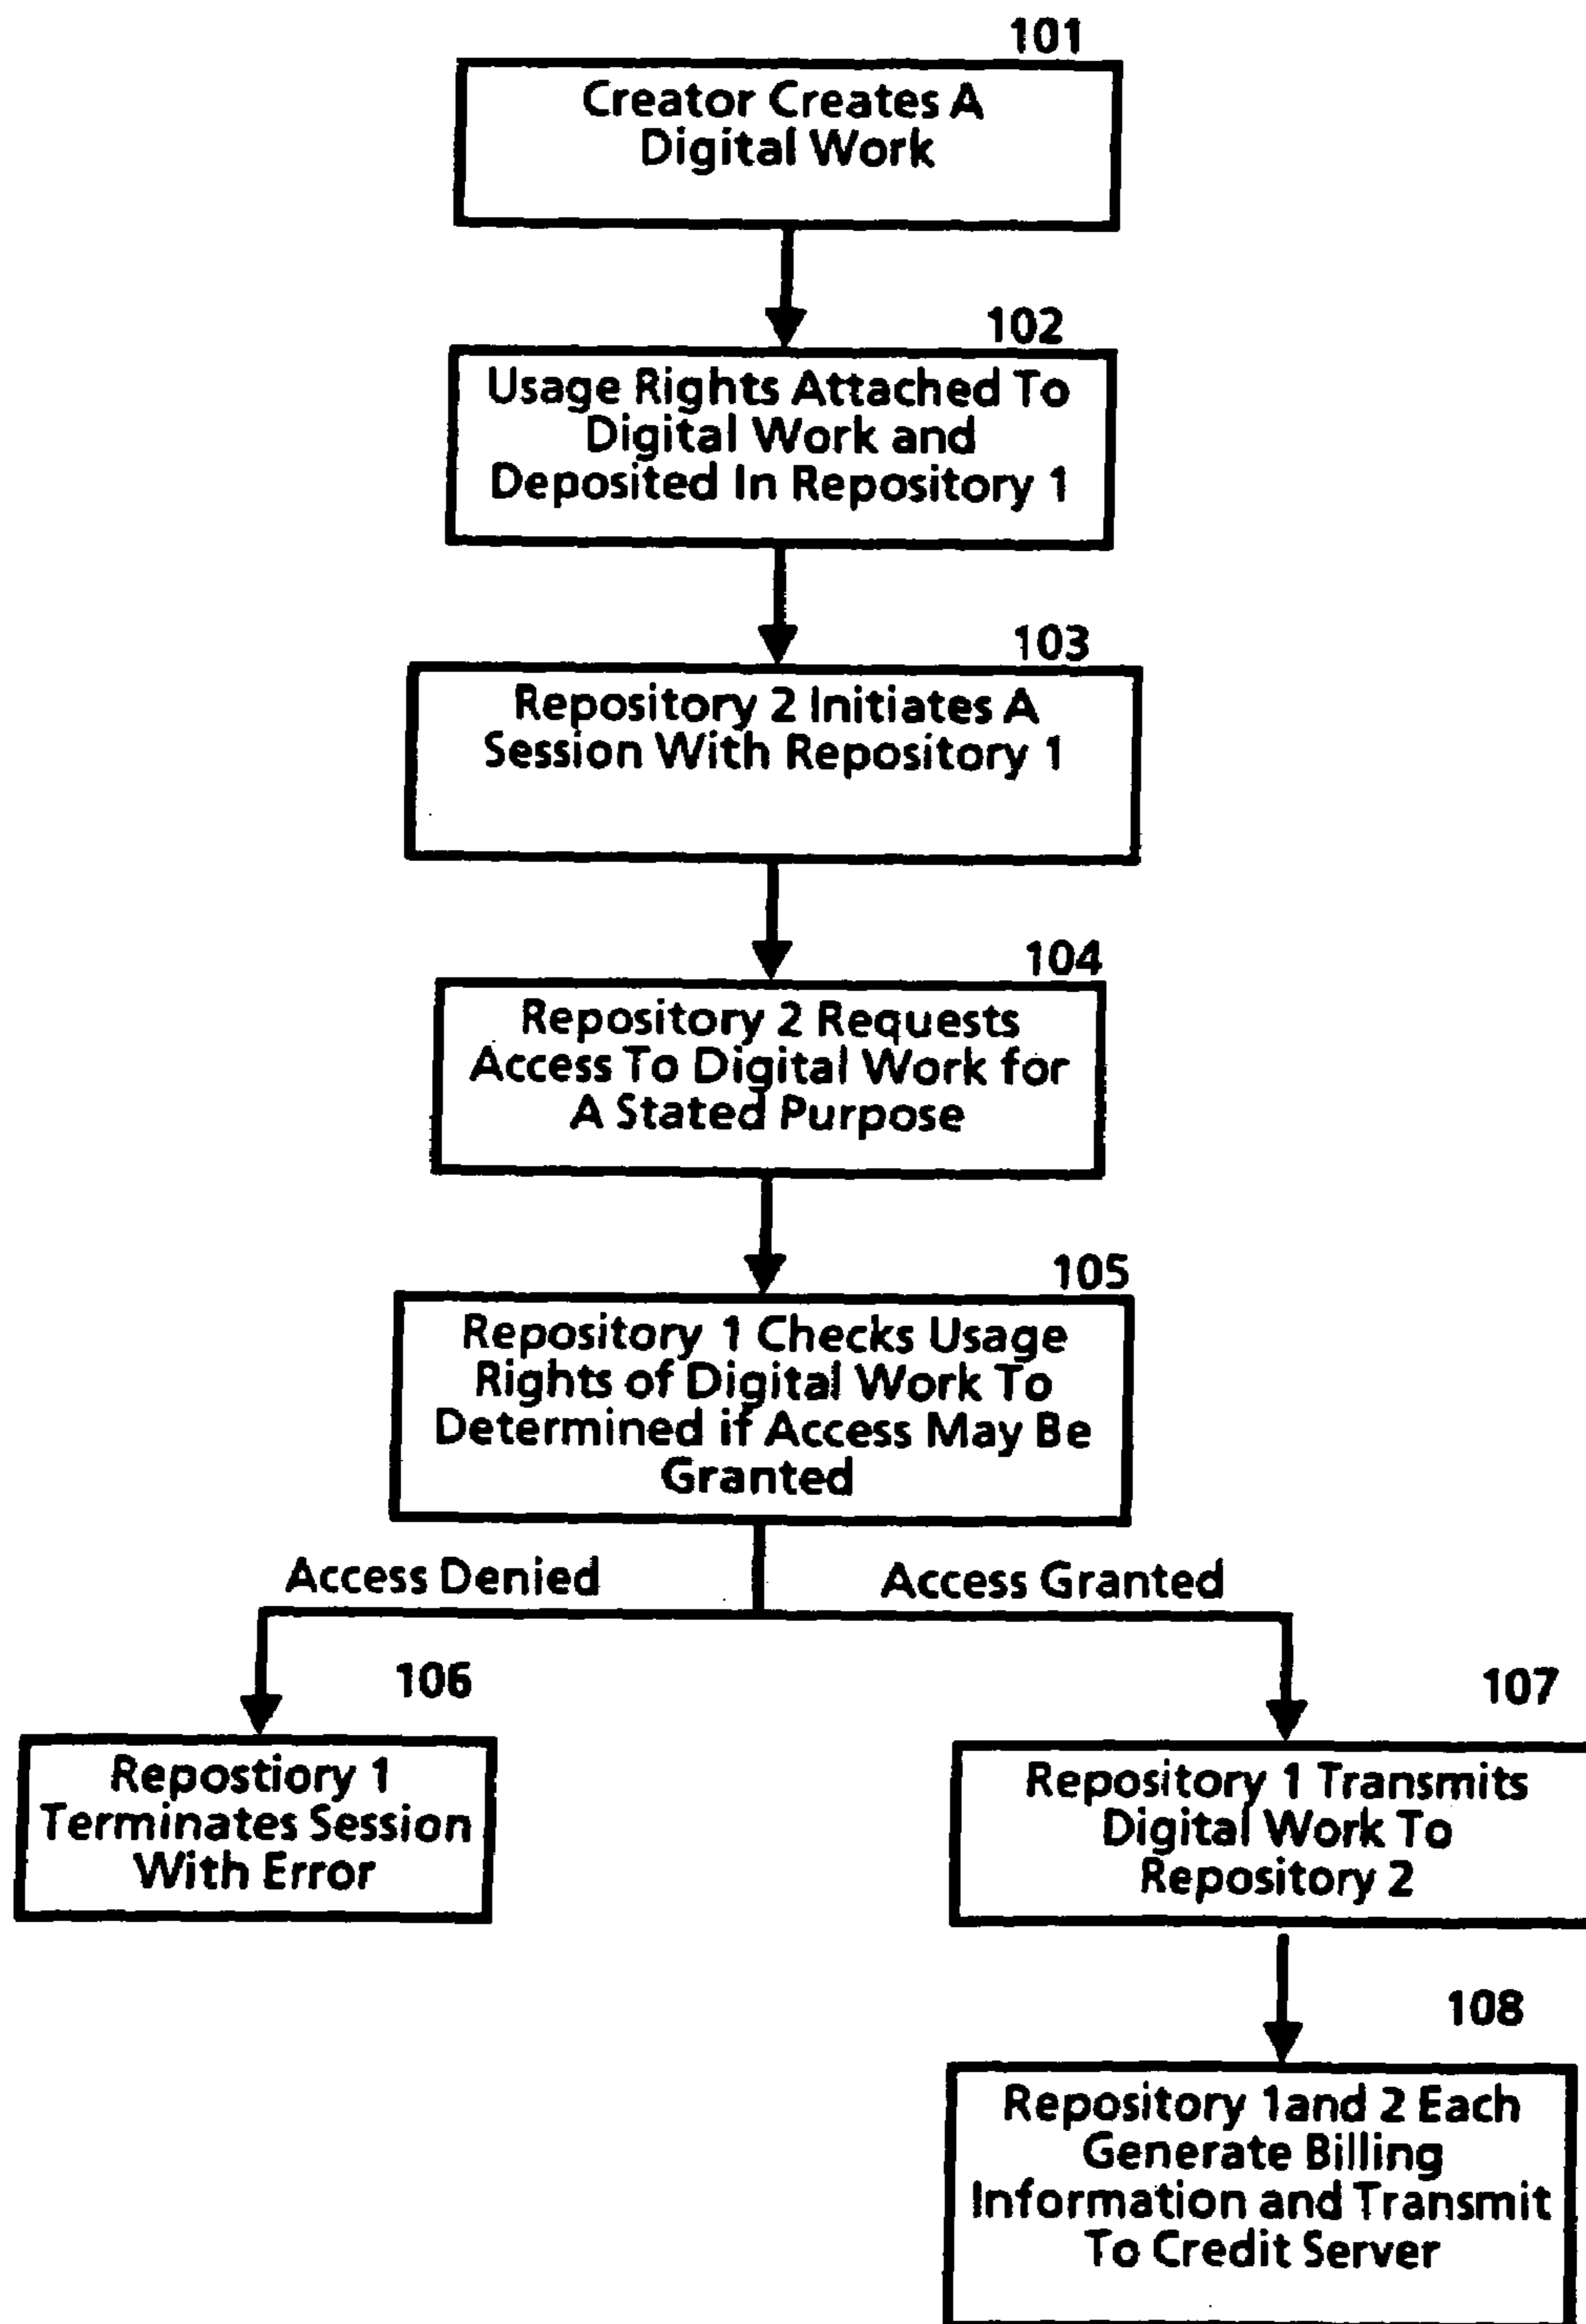 101
Creator Creates A
Digital Work
102
Usage Rights Attached To
Digital Work and
Deposited In Repository 1
103
Repository 2 Initiates A
Session With Repository 1
104
Repository 2 Requests
Access To Digital Work for
A Stated Purpose
105
Repository 1 Checks Usage
Rights of Digital Work To
Determined if Access May Be
Granted
Access Denied
Access Granted
106
Repostiory 1
Terminates Session
With Error
107
Repository 1 Transmits
Digital Work To
Repository 2
108
Repository 1and 2 Each
Generate Billing
Information and Transmit
To Credit Server